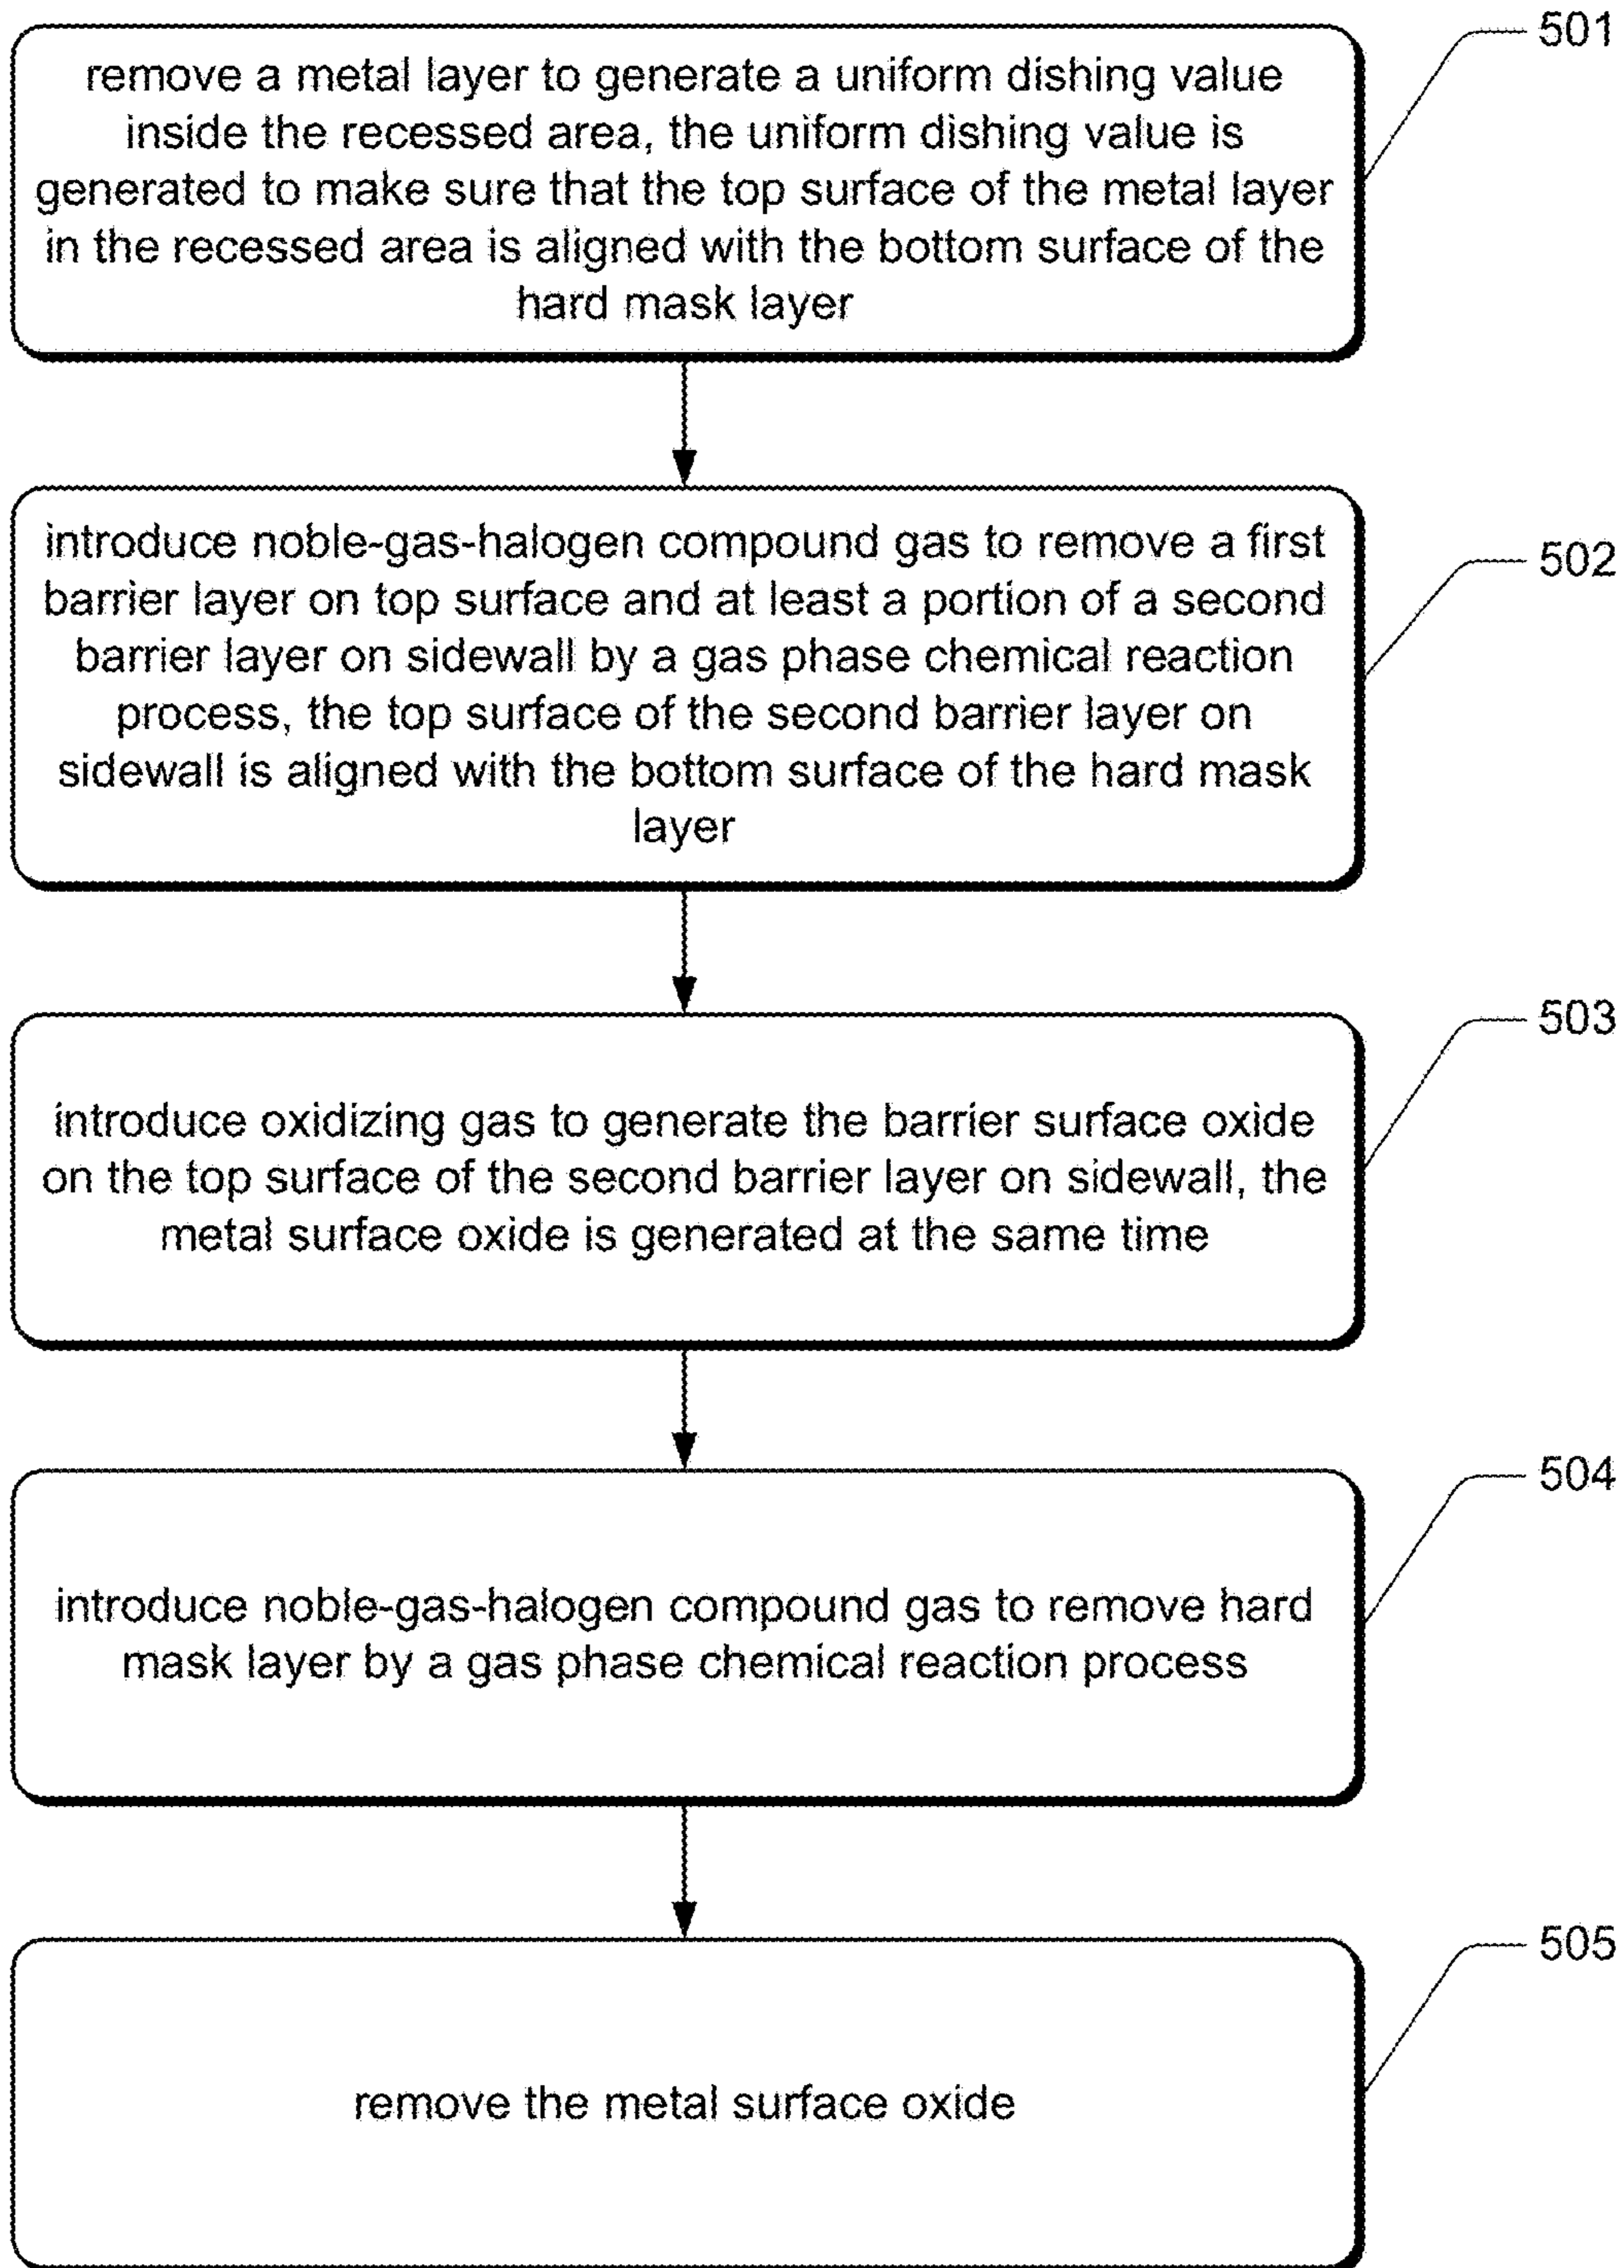 501
remove a metal layer to generate a uniform dishing value
inside the recessed area, the uniform dishing value is
generated to make sure that the top surface of the metal layer
in the recessed area is aligned with the bottom surface of the
hard mask layer
502
introduce noble-gas-halogen compound gas to remove a first
barrier layer on top surface and at least a portion of a second
barrier layer on sidewall by a gas phase chemical reaction
process, the top surface of the second barrier layer on
sidewall is aligned with the bottom surface of the hard mask
layer
503
introduce oxidizing gas to generate the barrier surface oxide
on the top surface of the second barrier layer on sidewall, the
metal surface oxide is generated at the same time
504
introduce noble-gas-halogen compound gas to remove hard
mask layer by a gas phase chemical reaction process
505
remove the metal surface oxide